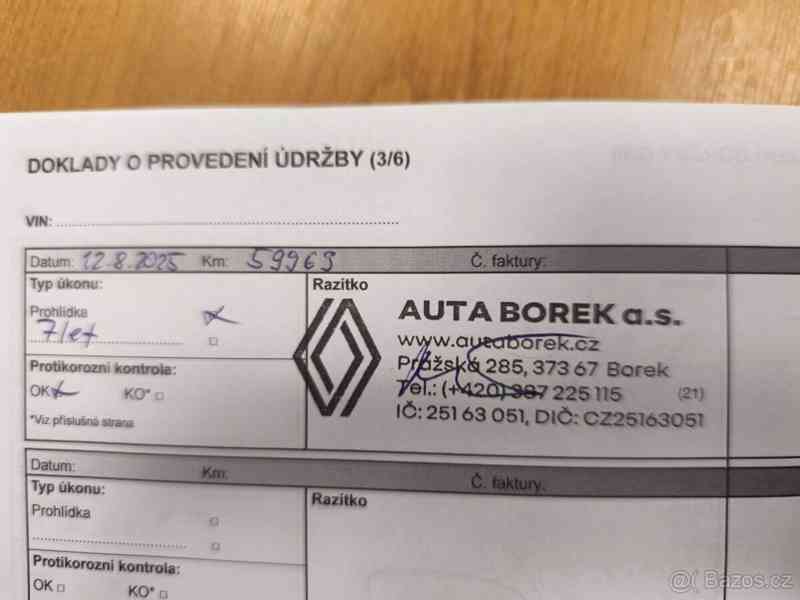 DOKLADY O PROVEDENÍ ÚDRŽBY (3/6)
VIN:
Datum: 12.8.2025 Km: 59963 Č. faktury:
Typ úkonu:
Prohlídka
7 let
Protikorozní kontrola:
OK KO*
*Viz příslušná strana
Razítko
AUTA BOREK a.s.
www.autoborek.cz
Pražská 285, 373 67 Borek
Tel.: (+420) 387 225 115 (21)
IČ: 251 63 051, DIČ: CZ25163051
Datum: Km: Č. faktury:
Typ úkonu:
Prohlídka
Razítko
Protikorozní kontrola:
OK KO*
@( Bazos.cz